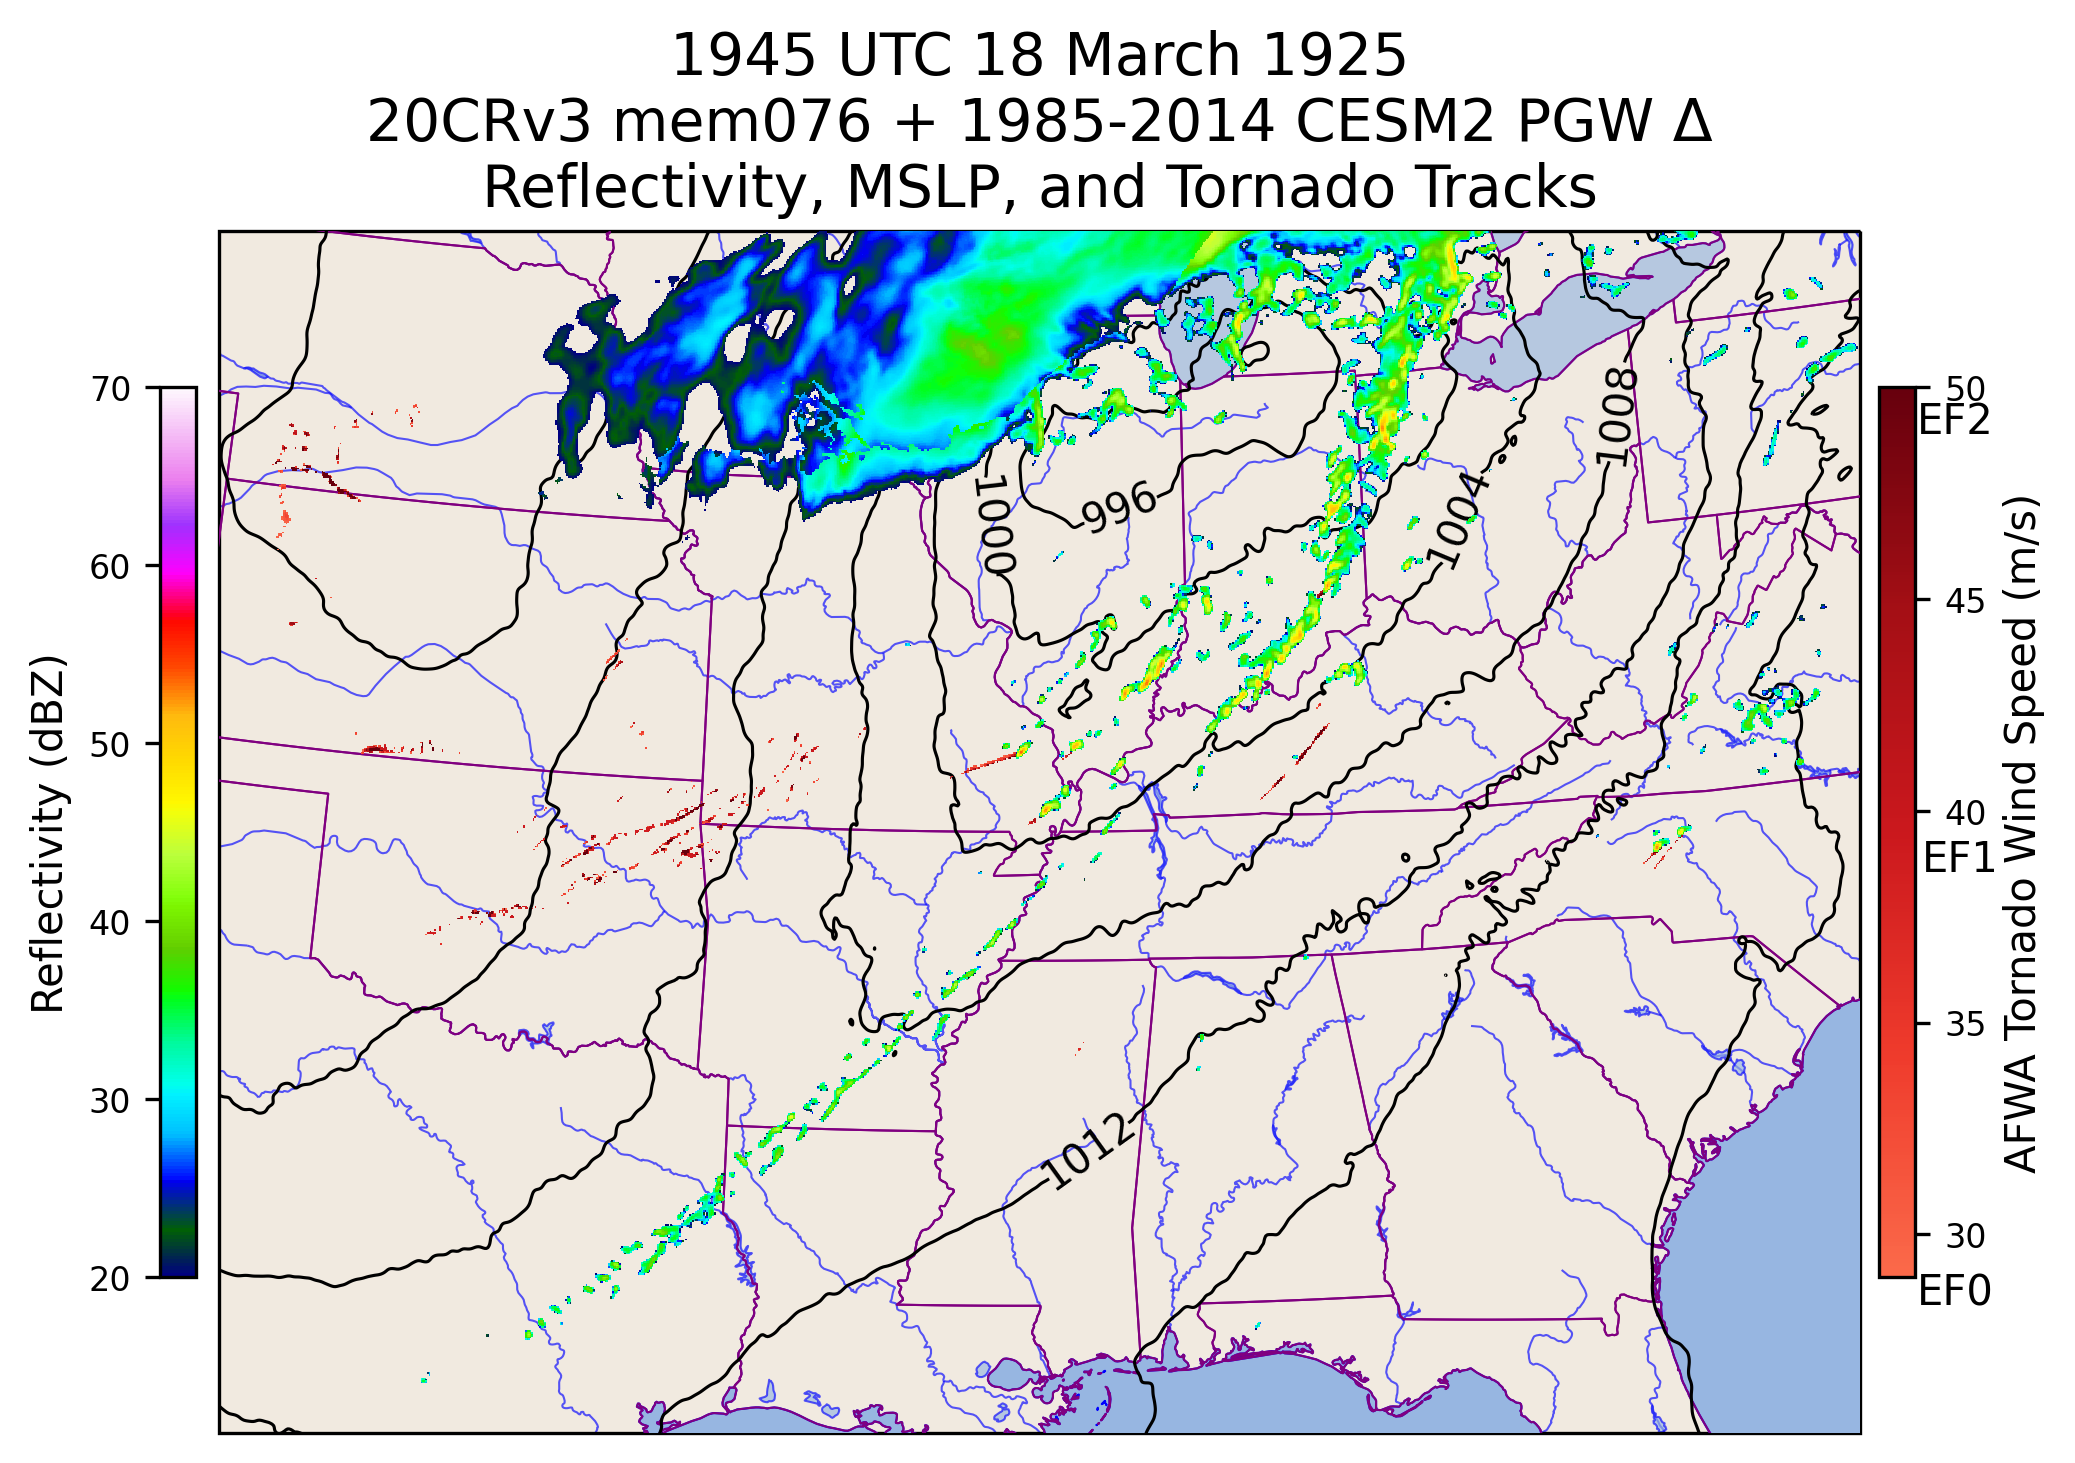 1945 UTC 18 March 1925
20CRv3 mem076 + 1985-2014 CESM2 PGW Δ
Reflectivity, MSLP, and Tornado Tracks
Reflectivity (dBZ)
70
60
50
40
30
20
1008
1004
1000
996
1012
50
EF2
45
40
EF1
35
30
EF0
AFWA Tornado Wind Speed (m/s)